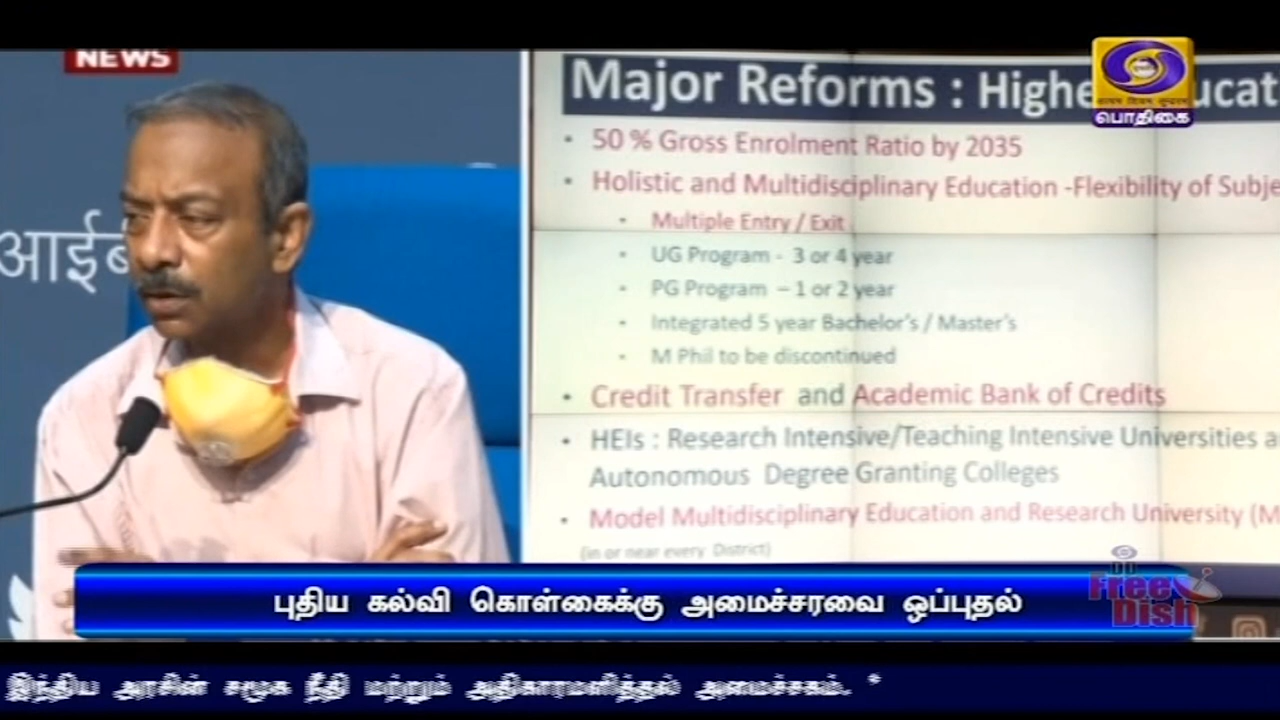 NEWS
Major Reforms : Highe ucat
पोதिகை
आईब
• 50 % Gross Enrolment Ratio by 2035
• Holistic and Multidisciplinary Education -Flexibility of Subje
• Multiple Entry / Exit
• UG Program - 3 or 4 year
• PG Program – 1 or 2 year
• Integrated 5 year Bachelor's / Master's
• M Phil to be discontinued
• Credit Transfer and Academic Bank of Credits
• HEIs : Research Intensive/Teaching Intensive Universities a
Autonomous Degree Granting Colleges
• Model Multidisciplinary Education and Research University (M
(in or near every District)
புதிய கல்வி கொள்கைக்கு அமைச்சரவை ஒப்புதல்
Free
Dish
இந்திய அரசின் சமூக நீதி மற்றும் அதிகாரமளித்தல் அமைச்சகம். *